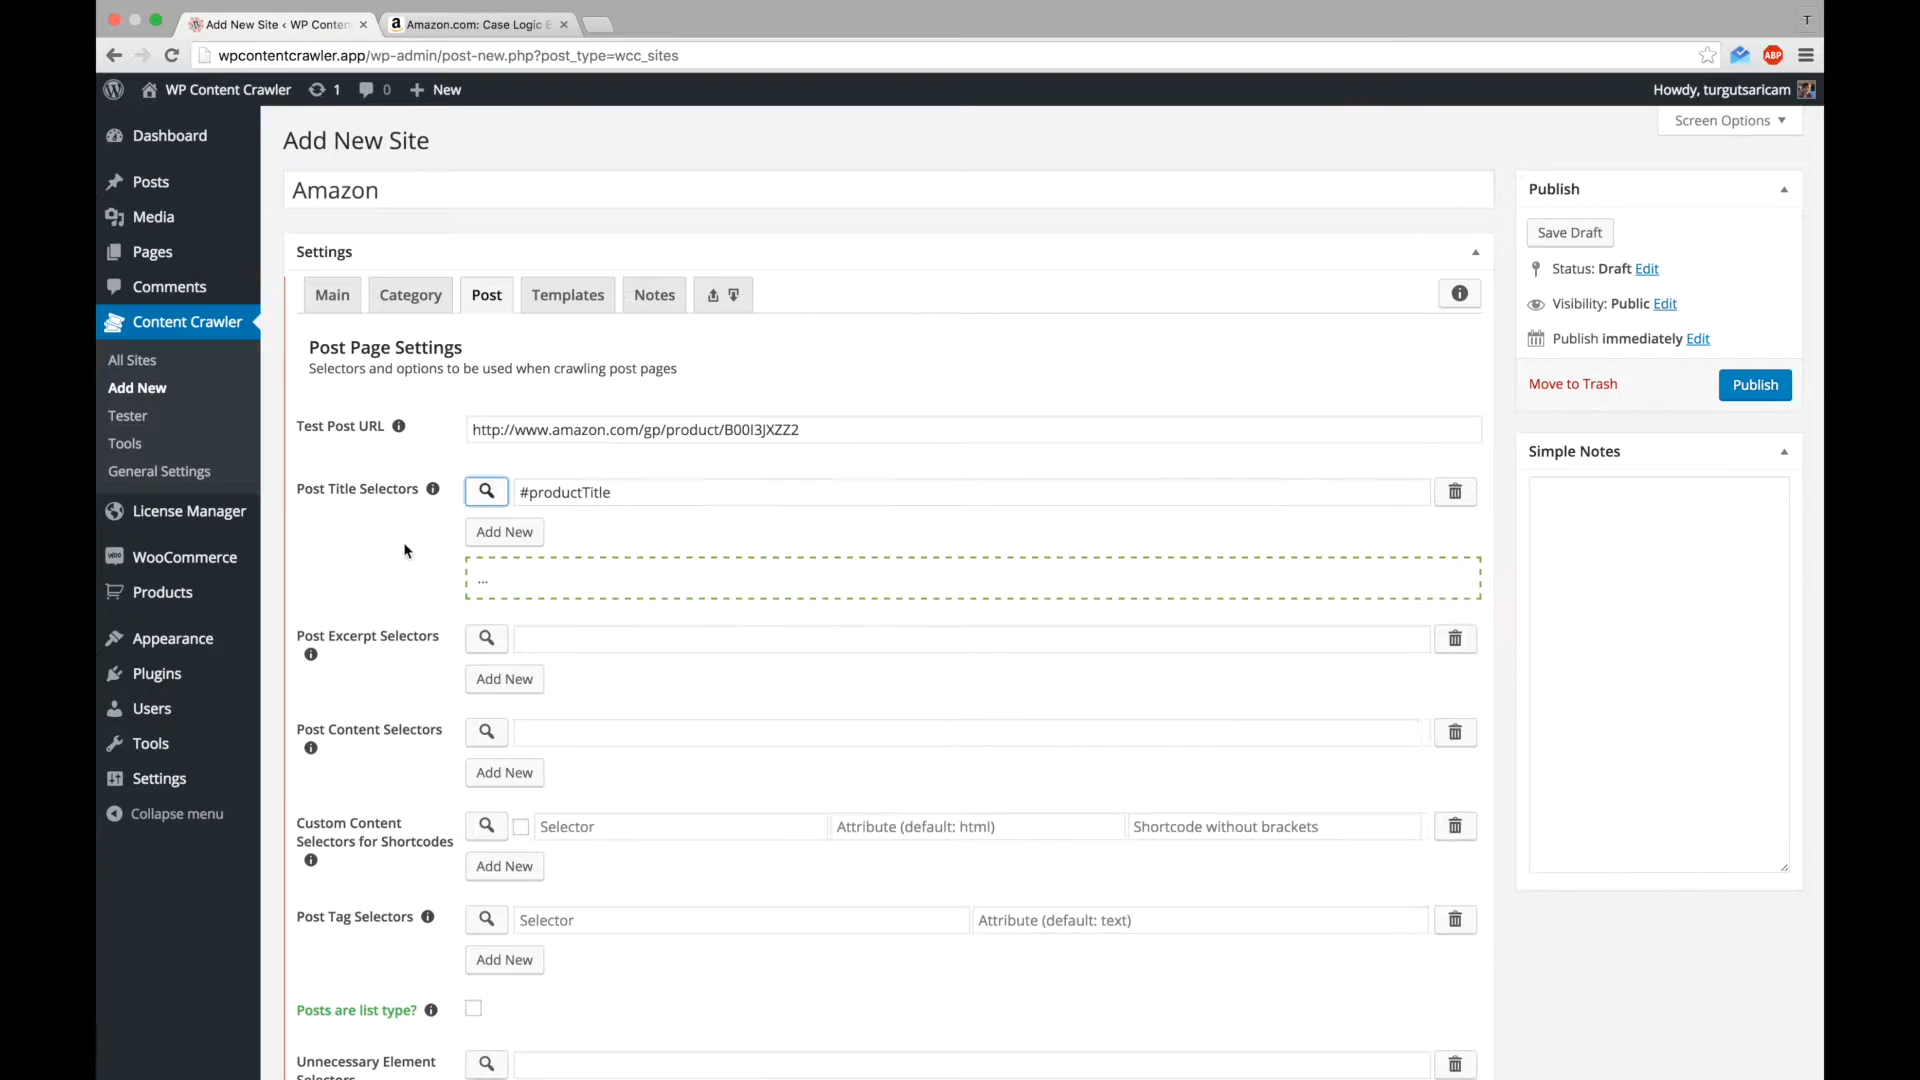 Add New Site ‹ WP Conten
Amazon.com: Case Logic E
T
wpcontentcrawler.app/wp-admin/post-new.php?post_type=wcc_sites
ABP
WP Content Crawler
1
0
New
Howdy, turgutsaricam
Dashboard
Posts
Media
Pages
Comments
Content Crawler
All Sites
Add New
Tester
Tools
General Settings
License Manager
WooCommerce
Products
Appearance
Plugins
Users
Tools
Settings
Collapse menu
Screen Options
Add New Site
Amazon
Settings
Main
Category
Post
Templates
Notes
Post Page Settings
Selectors and options to be used when crawling post pages
Test Post URL
http://www.amazon.com/gp/product/B00I3JXZZ2
Post Title Selectors
#productTitle
Add New
...
Post Excerpt Selectors
Add New
Post Content Selectors
Add New
Custom Content
Selectors for Shortcodes
Selector
Attribute (default: html)
Shortcode without brackets
Add New
Post Tag Selectors
Selector
Attribute (default: text)
Add New
Posts are list type?
Unnecessary Element
Selectors
Publish
Save Draft
Status: Draft Edit
Visibility: Public Edit
Publish immediately Edit
Move to Trash
Publish
Simple Notes